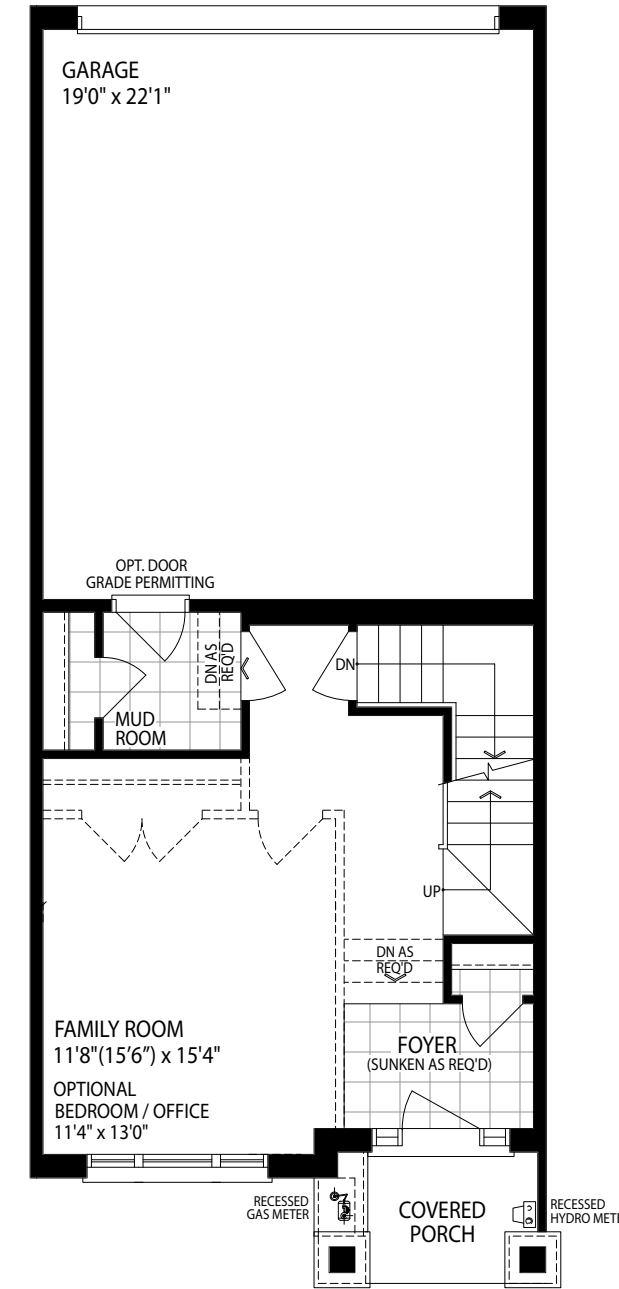 GARAGE
19'0" x 22'1"
OPT. DOOR
GRADE PERMITTING
DN AS
REQ'D
DN
MUD
ROOM
UP
DN AS
REQ'D
FAMILY ROOM
11'8"(15'6") x 15'4"
OPTIONAL
BEDROOM / OFFICE
11'4" x 13'0"
FOYER
(SUNKEN AS REQ'D)
RECESSED
GAS METER
COVERED
PORCH
RECESSED
HYDRO METE